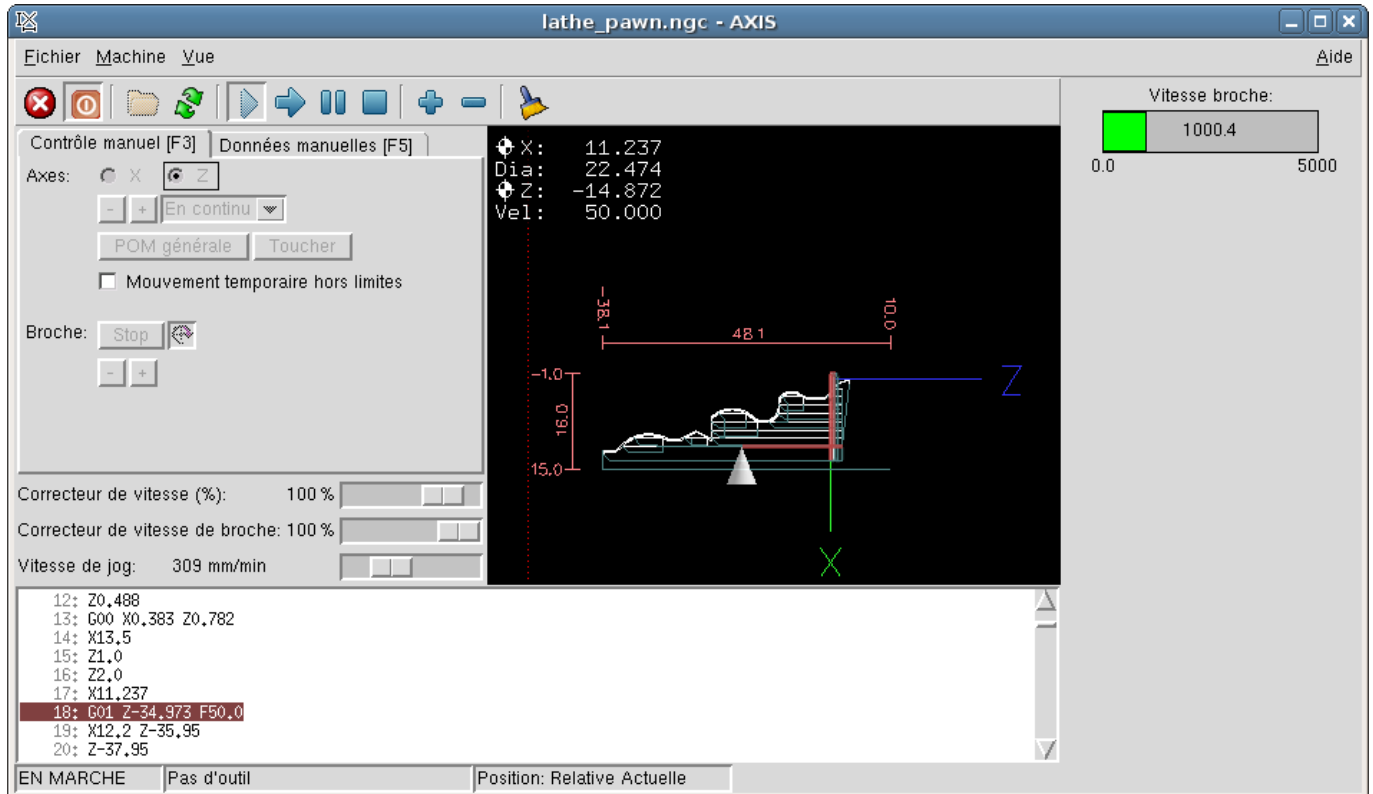 lathe_pawn.ngc - AXIS
Fichier Machine Vue Aide
Contrôle manuel [F3] Données manuelles [F5]
Axes: X Z
- + En continu
POM générale Toucher
Mouvement temporaire hors limites
Broche: Stop
- +
Correcteur de vitesse (%): 100 %
Correcteur de vitesse de broche: 100 %
Vitesse de jog: 309 mm/min
X: 11.237
Dia: 22.474
Z: -14.872
Vel: 50.000
-38.1
10.0
48.1
-1.0
16.0
15.0
Z
X
Vitesse broche:
1000.4
0.0 5000
12: Z0.488
13: G00 X0.383 Z0.782
14: X13.5
15: Z1.0
16: Z2.0
17: X11.237
18: G01 Z-34.973 F50.0
19: X12.2 Z-35.95
20: Z-37.95
EN MARCHE Pas d'outil Position: Relative Actuelle